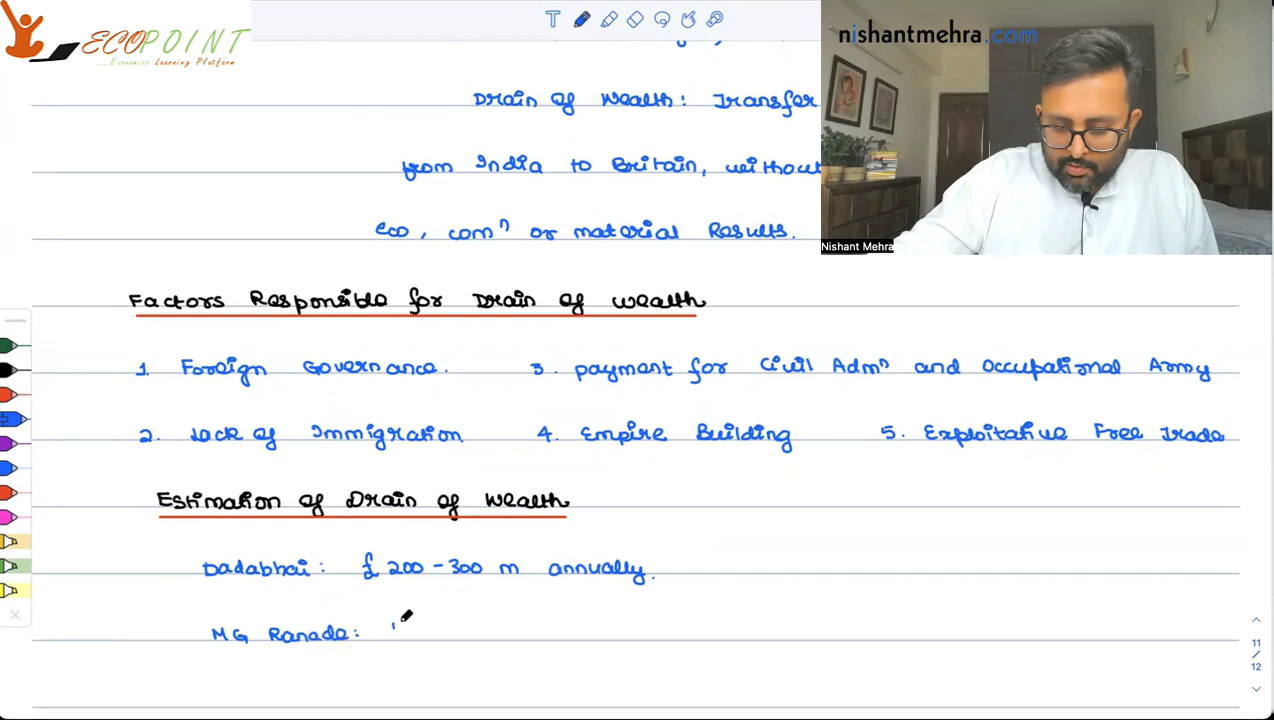 ECOPOINT
.....Economics Learning Platform
nishantmehra.com
Drain of Wealth: Transfer
from India to Britain, without
eco, comⁿ or material Results.
Nishant Mehra
Factors Responsible for Drain of wealth
1. Foreign Governance.
3. payment for Civil Admⁿ and Occupational Army
2. Lack of Immigration
4. Empire Building
5. Exploitative Free Trade
Estimation of Drain of Wealth
Dadabhai: £ 200-300 m annually.
MG Ranade:
11
/
12